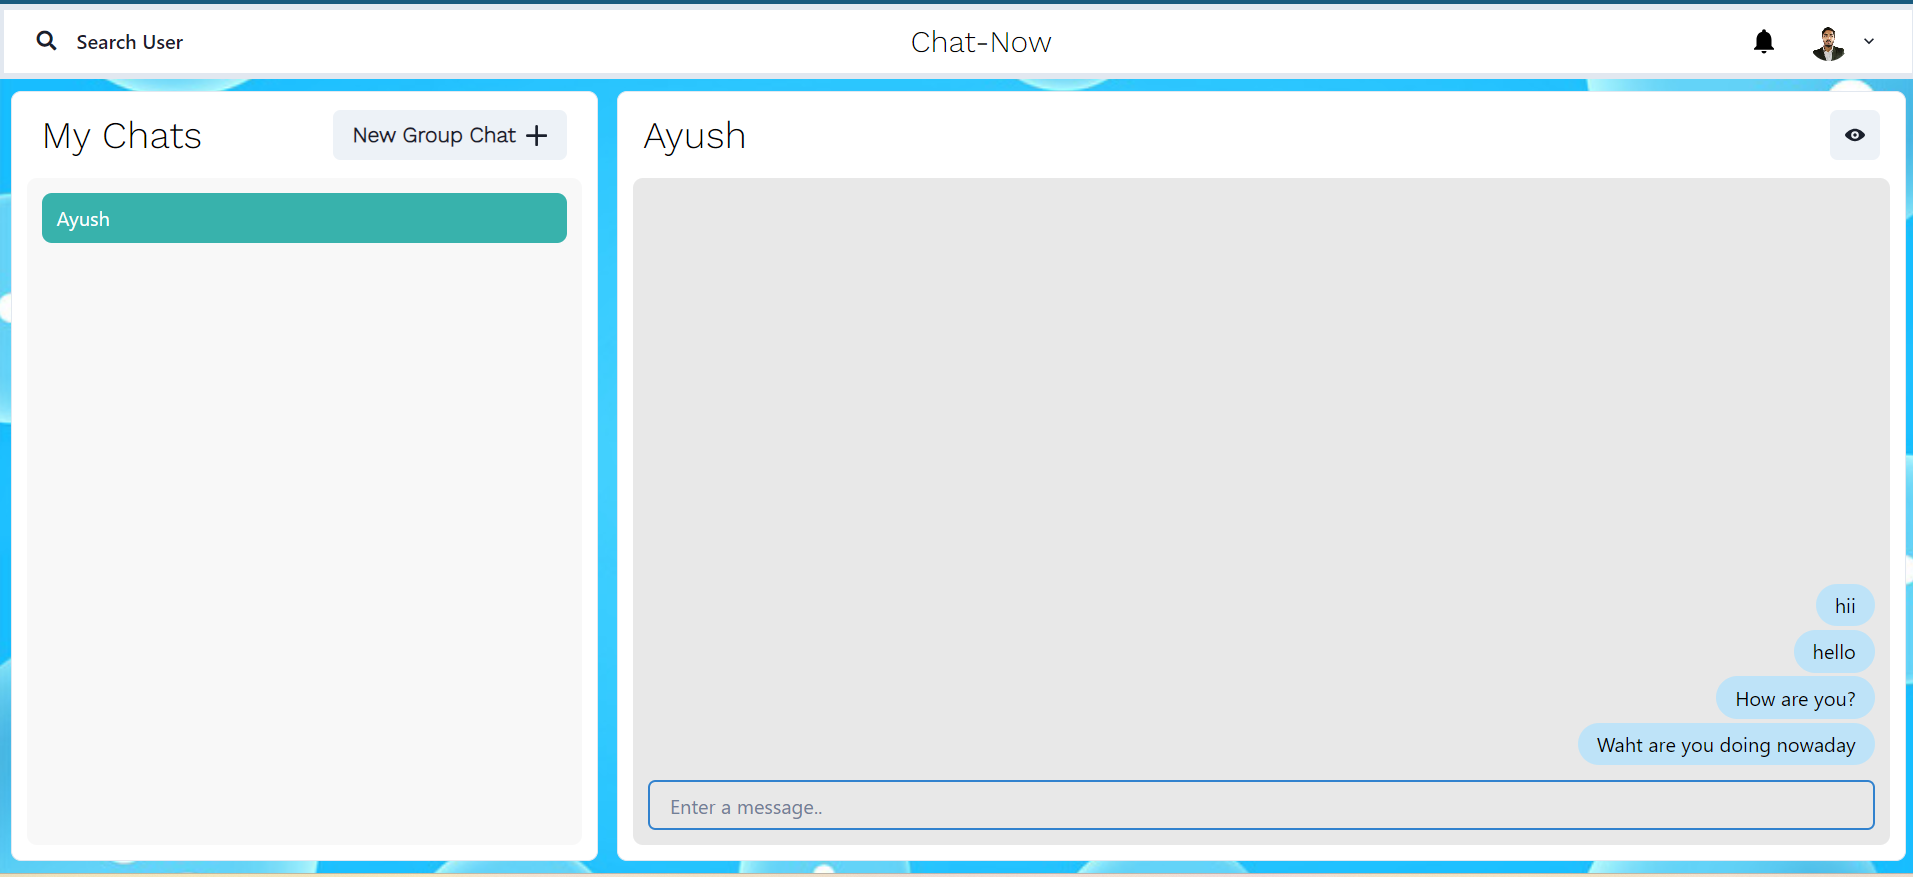 Search User
Chat-Now
My Chats
New Group Chat
Ayush
Ayush
hii
hello
How are you?
Waht are you doing nowaday
Enter a message..